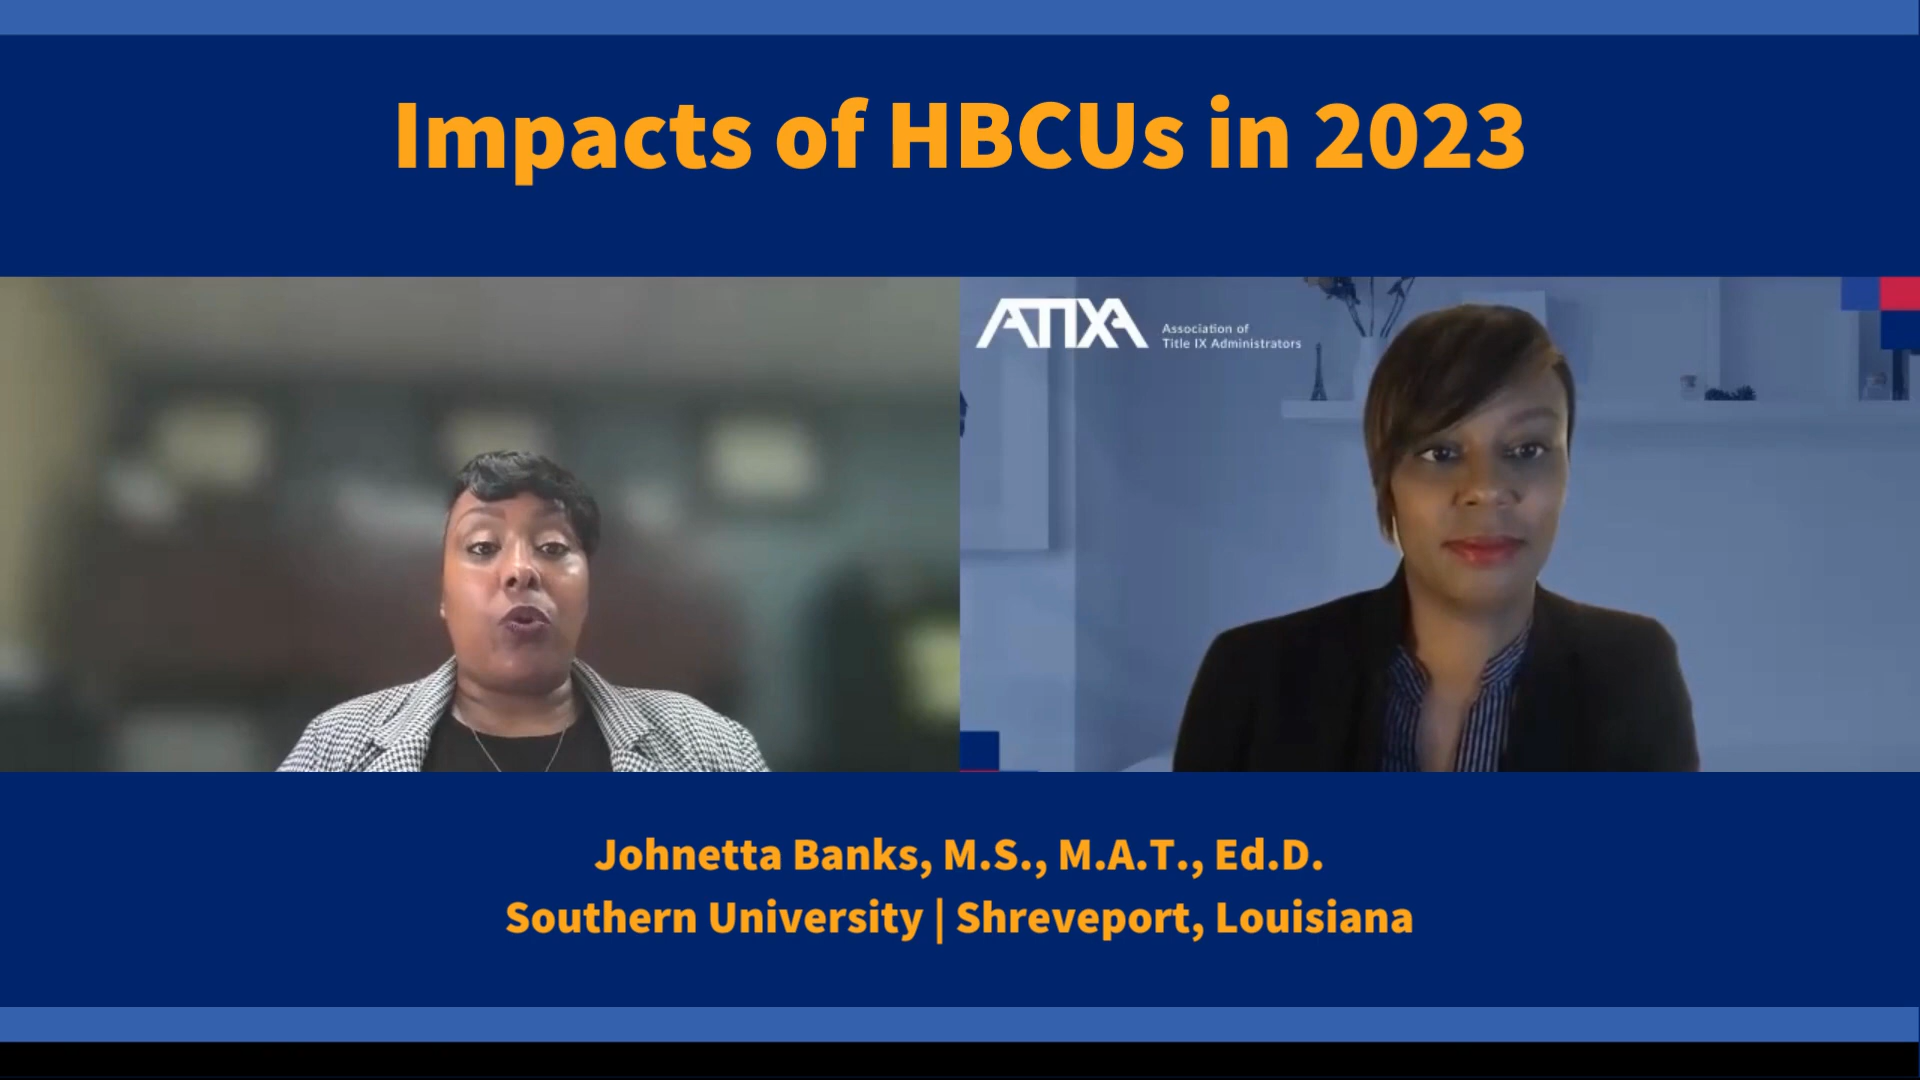 Impacts of HBCUs in 2023
ATIXA
Association of
Title IX Administrators
Johnetta Banks, M.S., M.A.T., Ed.D.
Southern University | Shreveport, Louisiana